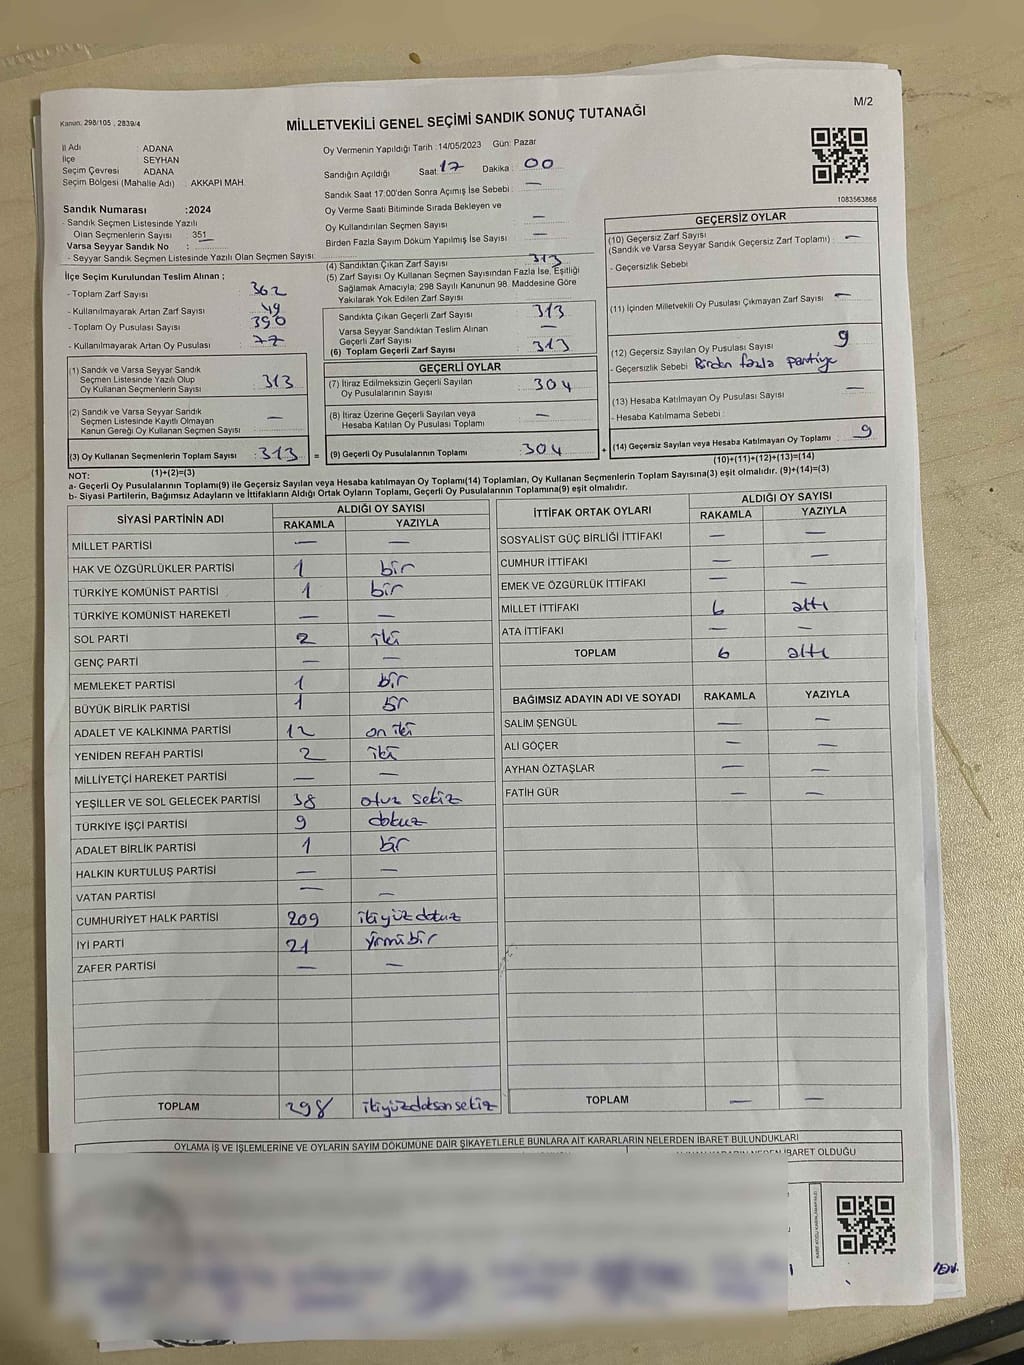 M/2
Kanun: 298/105 , 2839/4
MİLLETVEKİLİ GENEL SEÇİMİ SANDIK SONUÇ TUTANAĞI
İl Adı : ADANA
İlçe SEYHAN
Seçim Çevresi ADANA
Seçim Bölgesi (Mahalle Adı) : AKKAPI MAH.
Oy Vermenin Yapıldığı Tarih :14/05/2023 Gün: Pazar
Sandığın Açıldığı Saat 17 Dakika : 00
Sandık Saat 17:00'den Sonra Açımış İse Sebebi : —
Oy Verme Saati Bitiminde Sırada Bekleyen ve
Oy Kullandırılan Seçmen Sayısı —
Birden Fazla Sayım Döküm Yapılmış İse Sayısı —
1083563868
Sandık Numarası :2024
- Sandık Seçmen Listesinde Yazılı
Olan Seçmenlerin Sayısı : 351
Varsa Seyyar Sandık No :
- Seyyar Sandık Seçmen Listesinde Yazılı Olan Seçmen Sayısı:
İlçe Seçim Kurulundan Teslim Alınan :
- Toplam Zarf Sayısı : 362
- Kullanılmayarak Artan Zarf Sayısı : 49
- Toplam Oy Pusulası Sayısı : 390
- Kullanılmayarak Artan Oy Pusulası : 77
(1) Sandık ve Varsa Seyyar Sandık
Seçmen Listesinde Yazılı Olup
Oy Kullanan Seçmenlerin Sayısı : 313
(2) Sandık ve Varsa Seyyar Sandık
Seçmen Listesinde Kayıtlı Olmayan
Kanun Gereği Oy Kullanan Seçmen Sayısı : —
(3) Oy Kullanan Seçmenlerin Toplam Sayısı : 313 =
(1)+(2)=(3)
(4) Sandıktan Çıkan Zarf Sayısı 313
(5) Zarf Sayısı Oy Kullanan Seçmen Sayısından Fazla İse, Eşitliği
Sağlamak Amacıyla; 298 Sayılı Kanunun 98. Maddesine Göre
Yakılarak Yok Edilen Zarf Sayısı :
Sandıkta Çıkan Geçerli Zarf Sayısı : 313
Varsa Seyyar Sandıktan Teslim Alınan
Geçerli Zarf Sayısı : —
(6) Toplam Geçerli Zarf Sayısı : 313
GEÇERLİ OYLAR
(7) İtiraz Edilmeksizin Geçerli Sayılan
Oy Pusulalarının Sayısı : 304
(8) İtiraz Üzerine Geçerli Sayılan veya
Hesaba Katılan Oy Pusulası Toplamı : —
(9) Geçerli Oy Pusulalarının Toplamı : 304 +
GEÇERSİZ OYLAR
(10) Geçersiz Zarf Sayısı
(Sandık ve Varsa Seyyar Sandık Geçersiz Zarf Toplamı) : —
- Geçersizlik Sebebi :
(11) İçinden Milletvekili Oy Pusulası Çıkmayan Zarf Sayısı : —
(12) Geçersiz Sayılan Oy Pusulası Sayısı : 9
- Geçersizlik Sebebi : Birden fazla partiye
(13) Hesaba Katılmayan Oy Pusulası Sayısı : —
- Hesaba Katılmama Sebebi :
(14) Geçersiz Sayılan veya Hesaba Katılmayan Oy Toplamı : 9
(10)+(11)+(12)+(13)=(14)
NOT:
a- Geçerli Oy Pusulalarının Toplamı(9) ile Geçersiz Sayılan veya Hesaba katılmayan Oy Toplamı(14) Toplamları, Oy Kullanan Seçmenlerin Toplam Sayısına(3) eşit olmalıdır. (9)+(14)=(3)
b- Siyasi Partilerin, Bağımsız Adayların ve İttifakların Aldığı Ortak Oyların Toplamı, Geçerli Oy Pusulalarının Toplamına(9) eşit olmalıdır.
SİYASİ PARTİNİN ADI ALDIĞI OY SAYISI
RAKAMLA YAZIYLA
MİLLET PARTİSİ — —
HAK VE ÖZGÜRLÜKLER PARTİSİ 1 bir
TÜRKİYE KOMÜNİST PARTİSİ 1 bir
TÜRKİYE KOMÜNİST HAREKETİ — —
SOL PARTİ 2 iki
GENÇ PARTİ — —
MEMLEKET PARTİSİ 1 bir
BÜYÜK BİRLİK PARTİSİ 1 bir
ADALET VE KALKINMA PARTİSİ 12 on iki
YENİDEN REFAH PARTİSİ 2 iki
MİLLİYETÇİ HAREKET PARTİSİ — —
YEŞİLLER VE SOL GELECEK PARTİSİ 38 otuz sekiz
TÜRKİYE İŞÇİ PARTİSİ 9 dokuz
ADALET BİRLİK PARTİSİ 1 bir
HALKIN KURTULUŞ PARTİSİ — —
VATAN PARTİSİ — —
CUMHURİYET HALK PARTİSİ 209 ikiyüz dokuz
İYİ PARTİ 21 yirmi bir
ZAFER PARTİSİ — —
TOPLAM 298 ikiyüzdoksansekiz
İTTİFAK ORTAK OYLARI ALDIĞI OY SAYISI
RAKAMLA YAZIYLA
SOSYALİST GÜÇ BİRLİĞİ İTTİFAKI — —
CUMHUR İTTİFAKI — —
EMEK VE ÖZGÜRLÜK İTTİFAKI — —
MİLLET İTTİFAKI 6 altı
ATA İTTİFAKI — —
TOPLAM 6 altı
BAĞIMSIZ ADAYIN ADI VE SOYADI RAKAMLA YAZIYLA
SALİM ŞENGÜL — —
ALİ GÖÇER — —
AYHAN ÖZTAŞLAR — —
FATİH GÜR — —
TOPLAM — —
OYLAMA İŞ VE İŞLEMLERİNE VE OYLARIN SAYIM DÖKÜMÜNE DAİR ŞİKAYETLERLE BUNLARA AİT KARARLARIN NELERDEN İBARET BULUNDUKLARI
İBARET OLDUĞU